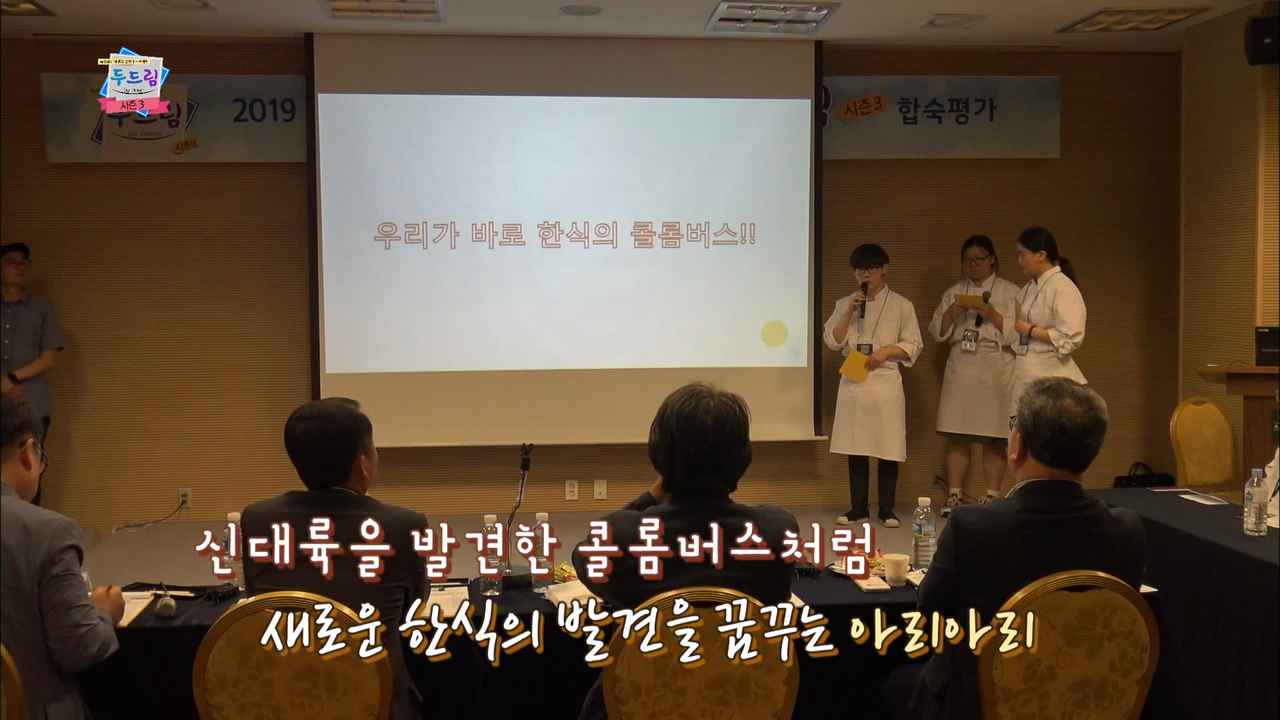 두드림
시즌3
2019
시즌3 합숙평가
우리가 바로 한식의 콜롬버스!!
신대륙을 발견한 콜롬버스처럼
새로운 한식의 발견을 꿈꾸는 아리아리